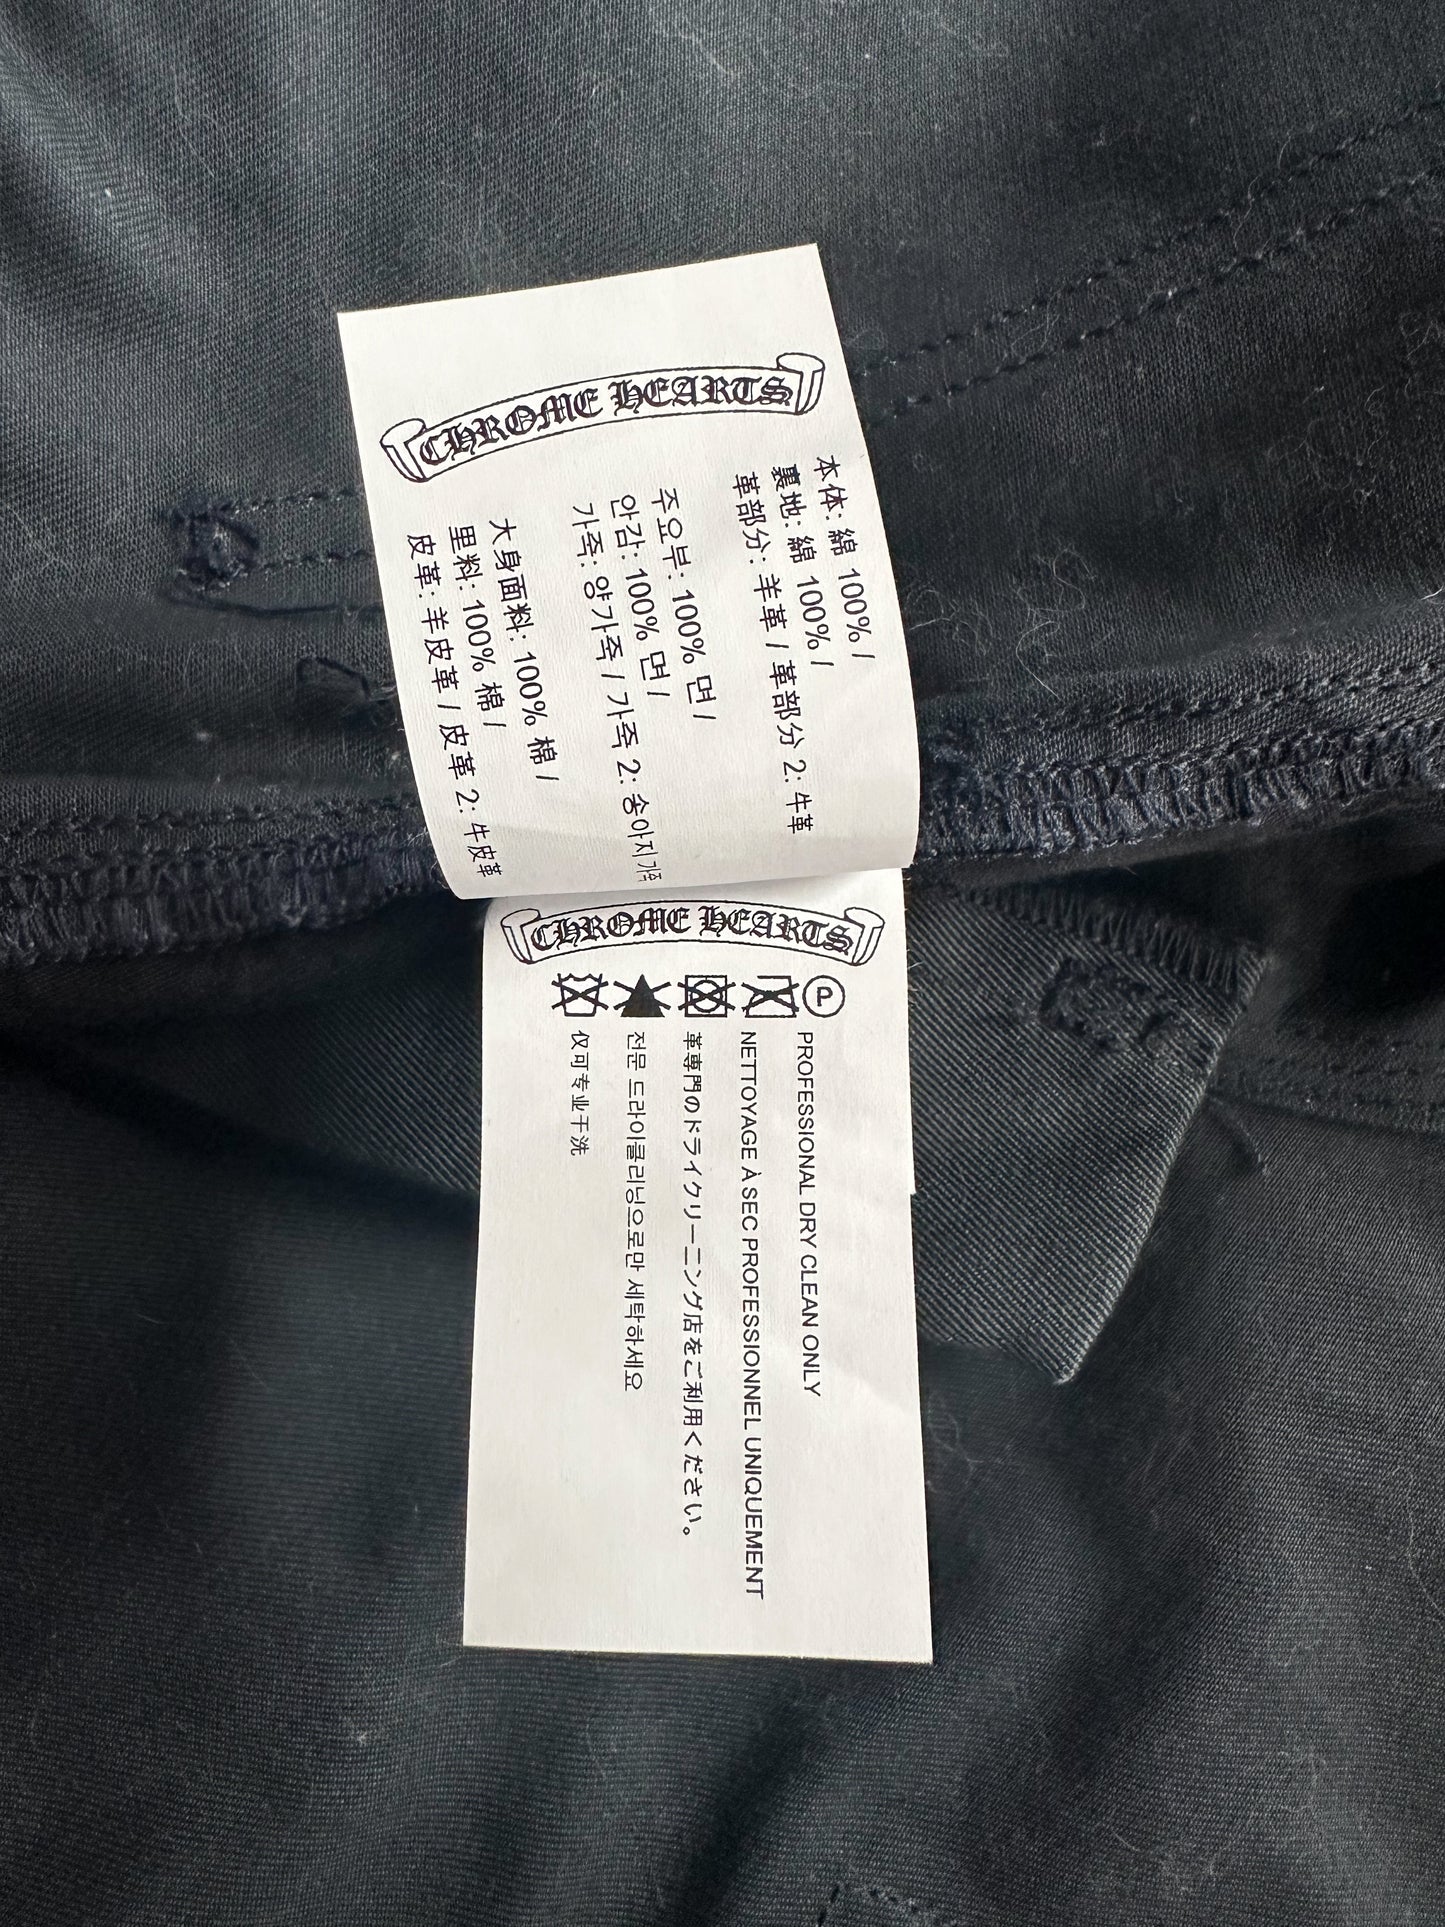 CHROME HEARTS
本体: 綿 100% /
裏地: 綿 100% /
革部分: 羊革 / 革部分 2: 牛革
주요부: 100% 면 /
안감: 100% 면 /
가죽: 양가죽 / 가죽 2: 송아지가죽
大身面料: 100% 棉 /
里料: 100% 棉 /
皮革: 羊皮革 / 皮革 2: 牛皮革
CHROME HEARTS
P
PROFESSIONAL DRY CLEAN ONLY
NETTOYAGE À SEC PROFESSIONNEL UNIQUEMENT
革専門のドライクリーニング店をご利用ください。
전문 드라이클리닝으로만 세탁하세요
仅可专业干洗